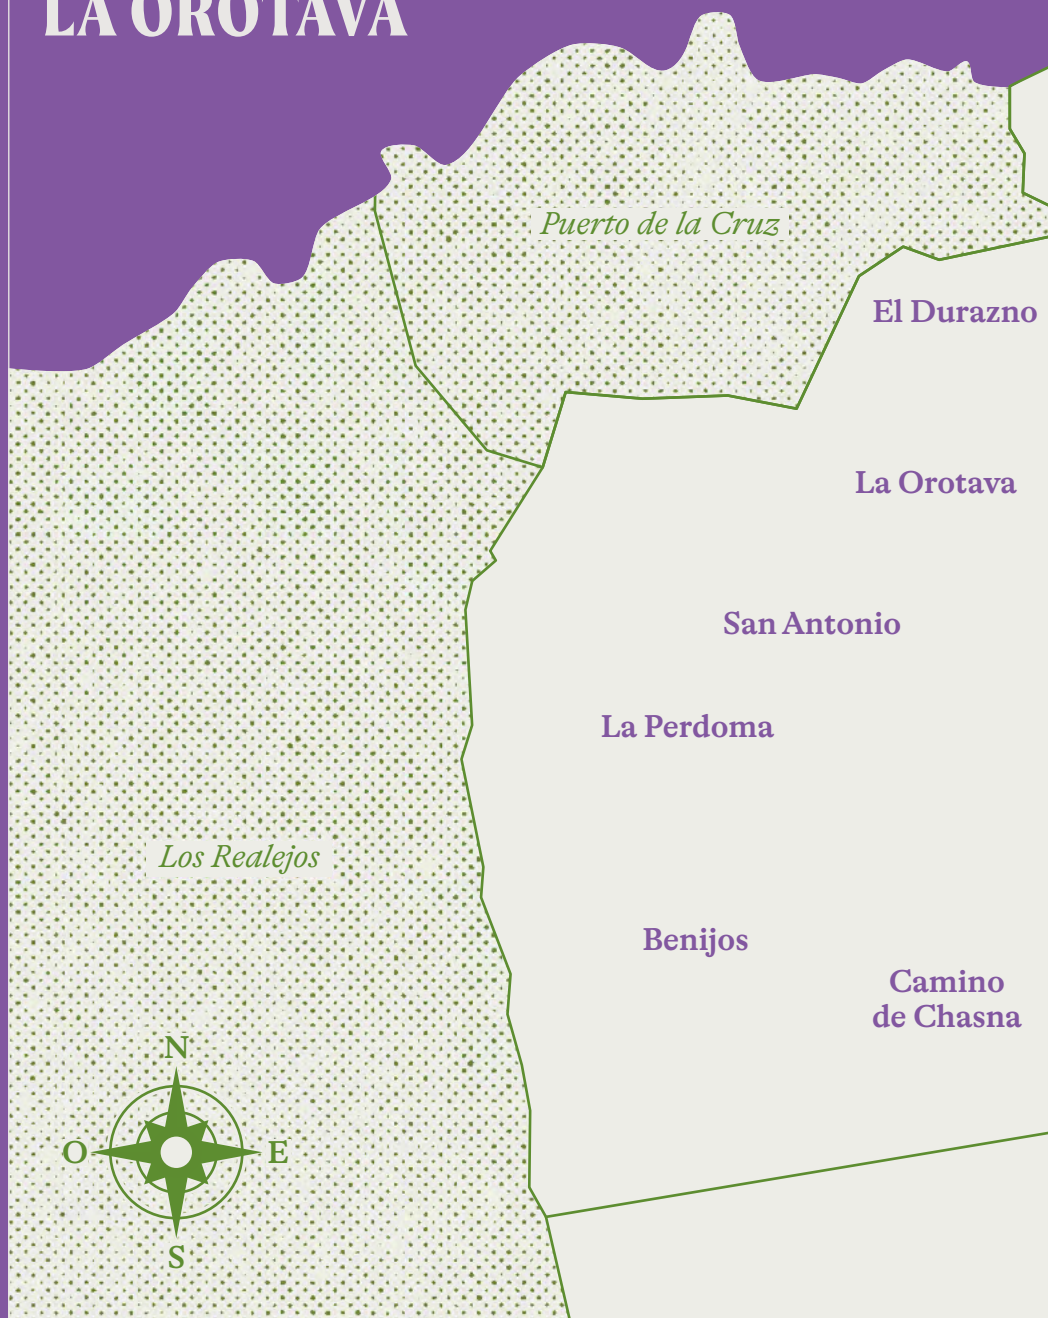 LA OROTAVA
Puerto de la Cruz
El Durazno
La Orotava
San Antonio
La Perdoma
Los Realejos
Benijos
Camino
de Chasna
N
O
E
S